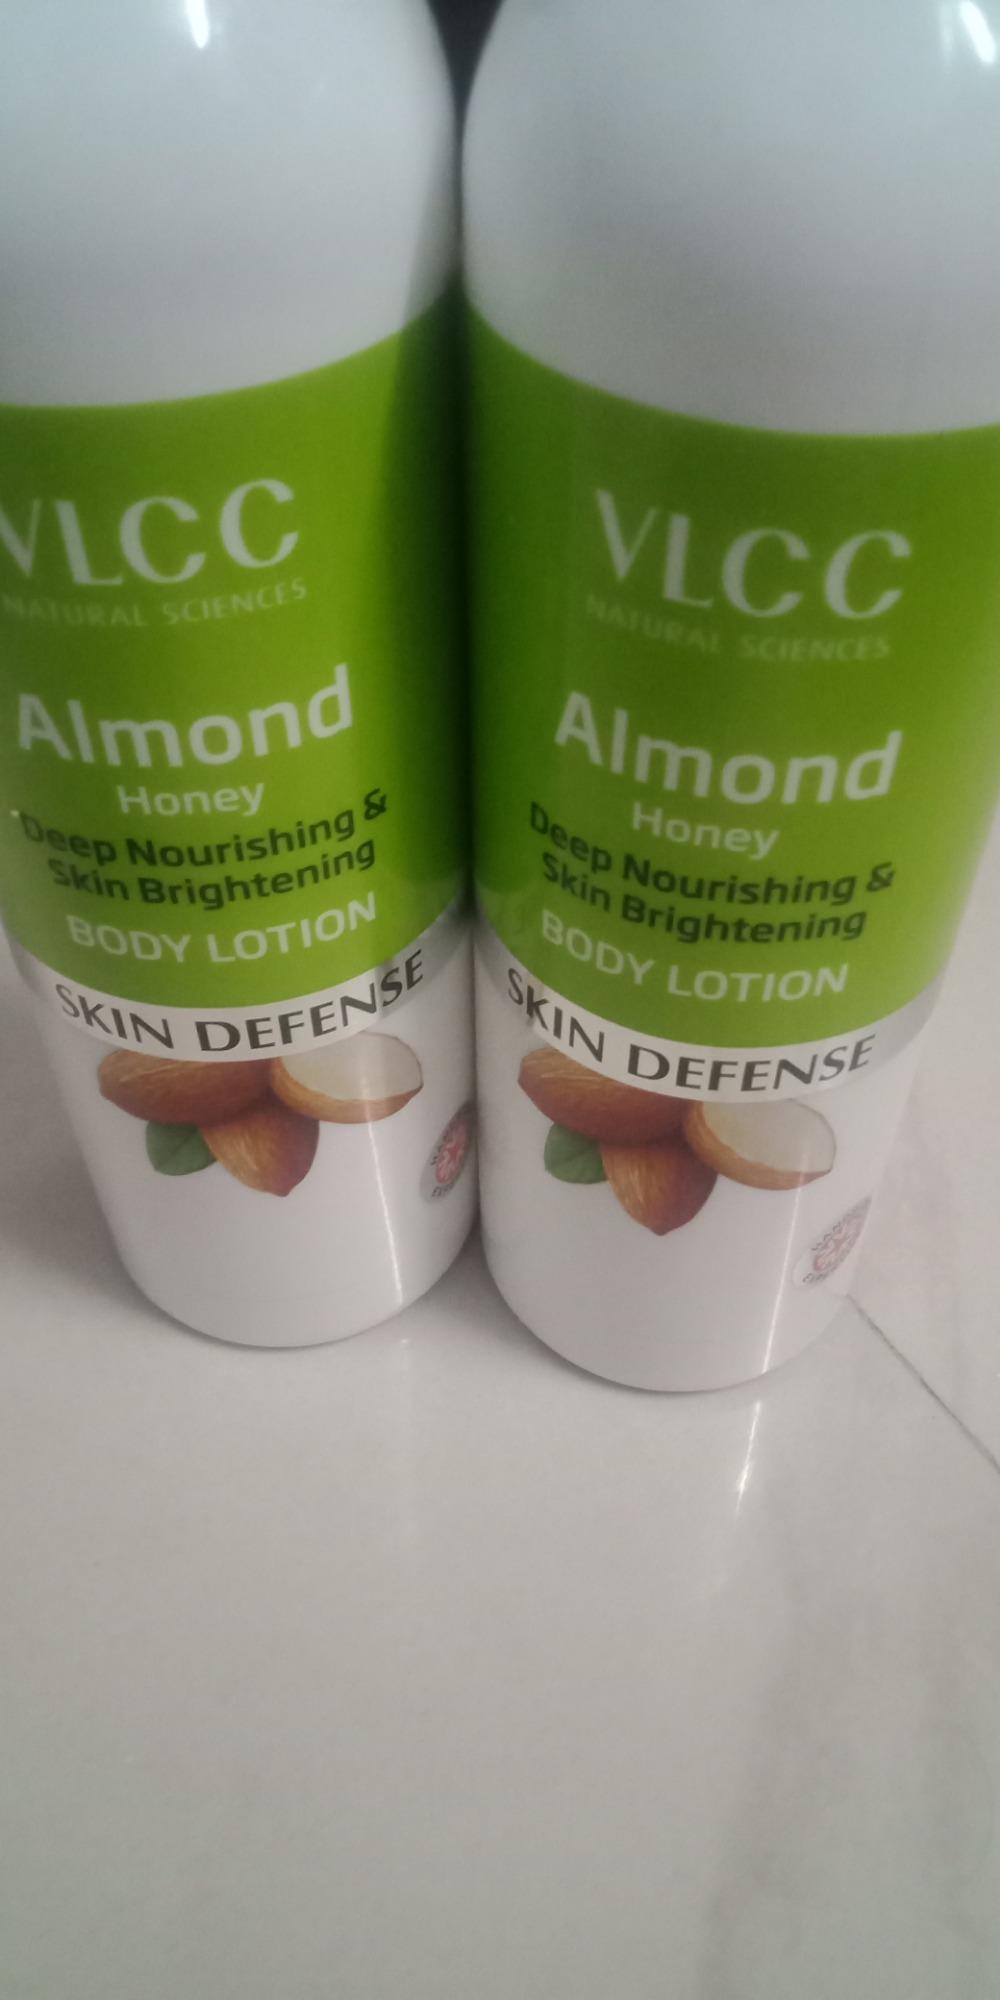 VLCC
NATURAL SCIENCES
Almond
Honey
Deep Nourishing &
Skin Brightening
BODY LOTION
SKIN DEFENSE
VLCC
NATURAL SCIENCES
Almond
Honey
Deep Nourishing &
Skin Brightening
BODY LOTION
SKIN DEFENSE